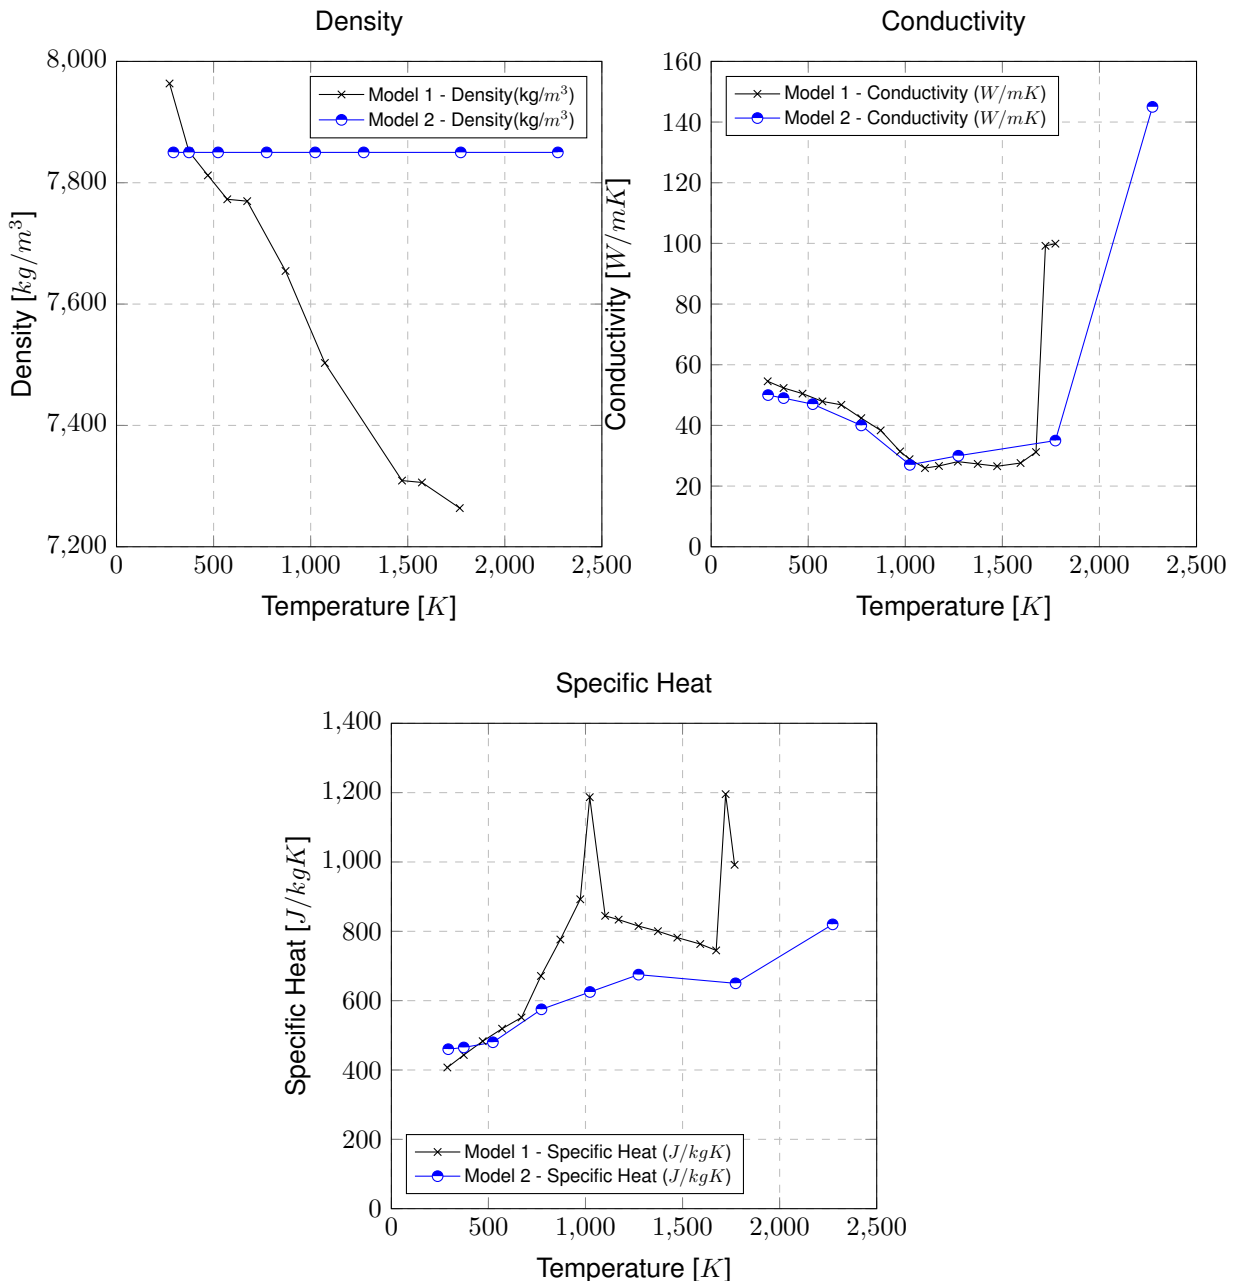 Density
8,000
7,800
7,600
7,400
7,200
0
500
1,000
1,500
2,000
2,500
Density [kg/m³]
Temperature [K]
Model 1 - Density(kg/m³)
Model 2 - Density(kg/m³)
Conductivity
160
140
120
100
80
60
40
20
0
0
500
1,000
1,500
2,000
2,500
Conductivity [W/mK]
Temperature [K]
Model 1 - Conductivity (W/mK)
Model 2 - Conductivity (W/mK)
Specific Heat
1,400
1,200
1,000
800
600
400
200
0
0
500
1,000
1,500
2,000
2,500
Specific Heat [J/kgK]
Temperature [K]
Model 1 - Specific Heat (J/kgK)
Model 2 - Specific Heat (J/kgK)